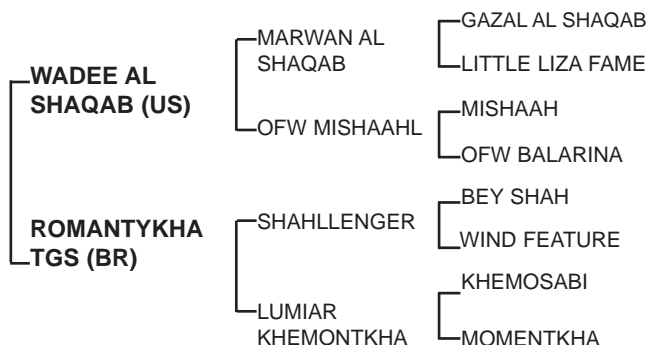 GAZAL AL SHAQAB
MARWAN AL
SHAQAB
LITTLE LIZA FAME
WADEE AL
SHAQAB (US)
MISHAAH
OFW MISHAAHL
OFW BALARINA
BEY SHAH
ROMANTYKHA
TGS (BR)
SHAHLLENGER
WIND FEATURE
KHEMOSABI
LUMIAR
KHEMONTKHA
MOMENTKHA